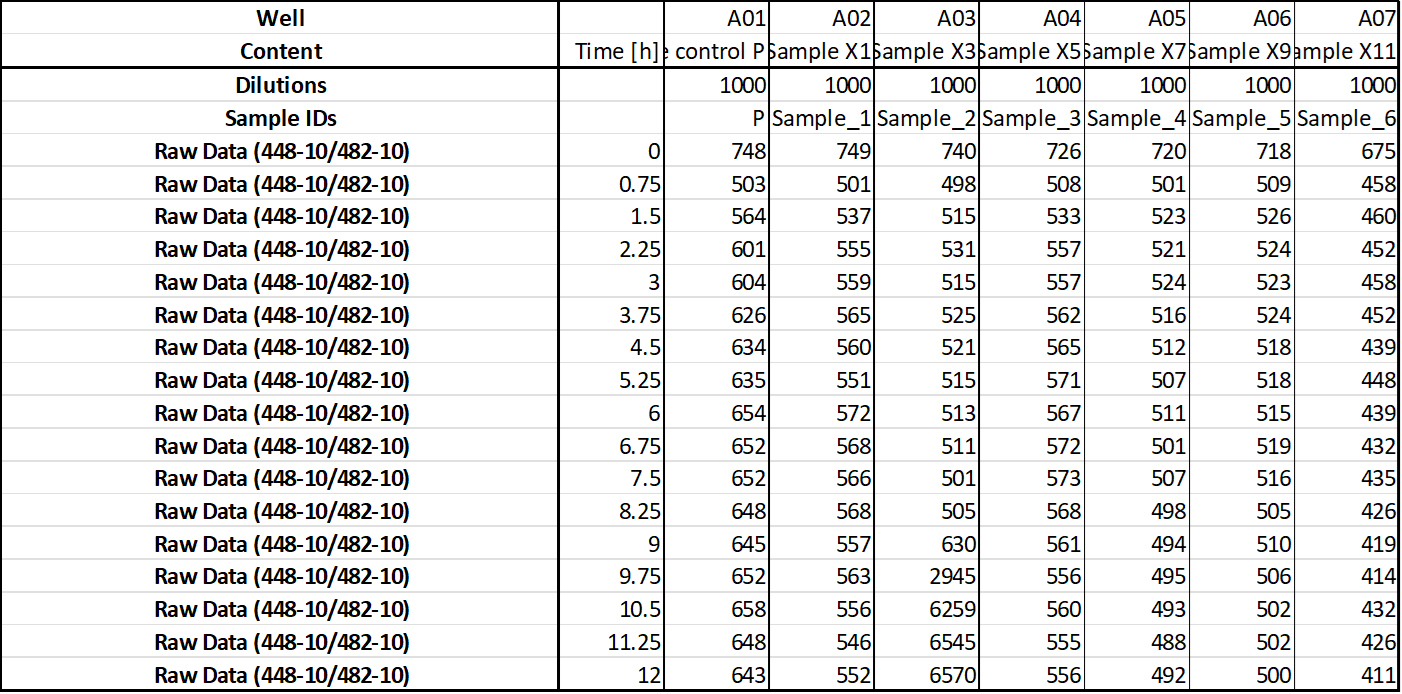 Well A01 A02 A03 A04 A05 A06 A07
Content Time [h] e control P Sample X1 Sample X3 Sample X5 Sample X7 Sample X9 ample X11
Dilutions 1000 1000 1000 1000 1000 1000 1000
Sample IDs P Sample_1 Sample_2 Sample_3 Sample_4 Sample_5 Sample_6
Raw Data (448-10/482-10) 0 748 749 740 726 720 718 675
Raw Data (448-10/482-10) 0.75 503 501 498 508 501 509 458
Raw Data (448-10/482-10) 1.5 564 537 515 533 523 526 460
Raw Data (448-10/482-10) 2.25 601 555 531 557 521 524 452
Raw Data (448-10/482-10) 3 604 559 515 557 524 523 458
Raw Data (448-10/482-10) 3.75 626 565 525 562 516 524 452
Raw Data (448-10/482-10) 4.5 634 560 521 565 512 518 439
Raw Data (448-10/482-10) 5.25 635 551 515 571 507 518 448
Raw Data (448-10/482-10) 6 654 572 513 567 511 515 439
Raw Data (448-10/482-10) 6.75 652 568 511 572 501 519 432
Raw Data (448-10/482-10) 7.5 652 566 501 573 507 516 435
Raw Data (448-10/482-10) 8.25 648 568 505 568 498 505 426
Raw Data (448-10/482-10) 9 645 557 630 561 494 510 419
Raw Data (448-10/482-10) 9.75 652 563 2945 556 495 506 414
Raw Data (448-10/482-10) 10.5 658 556 6259 560 493 502 432
Raw Data (448-10/482-10) 11.25 648 546 6545 555 488 502 426
Raw Data (448-10/482-10) 12 643 552 6570 556 492 500 411